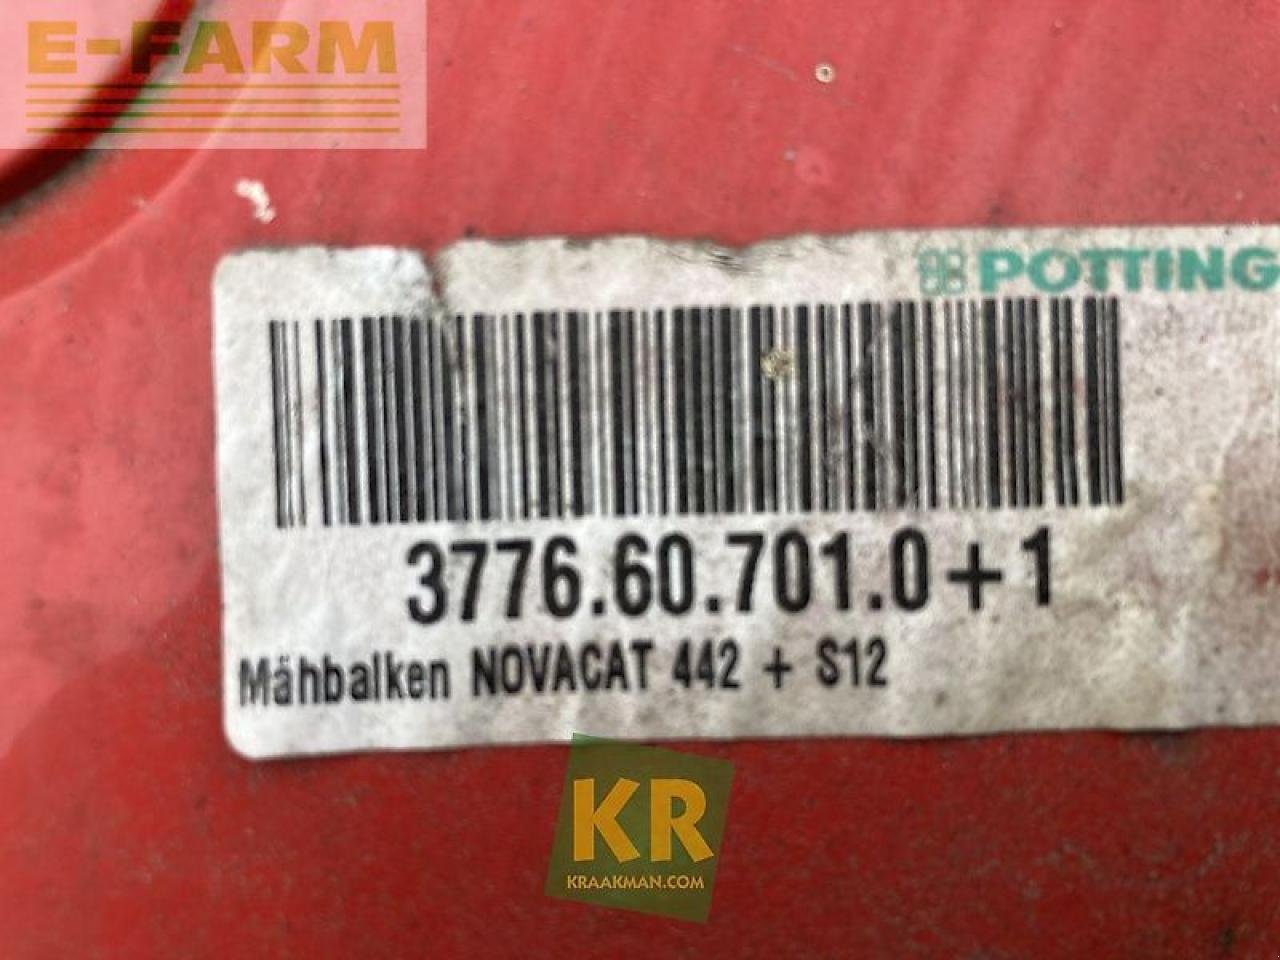 E-FARM
POTTING
3776.60.701.0+1
Mähbalken NOVACAT 442 + S12
KR
KRAAKMAN.COM